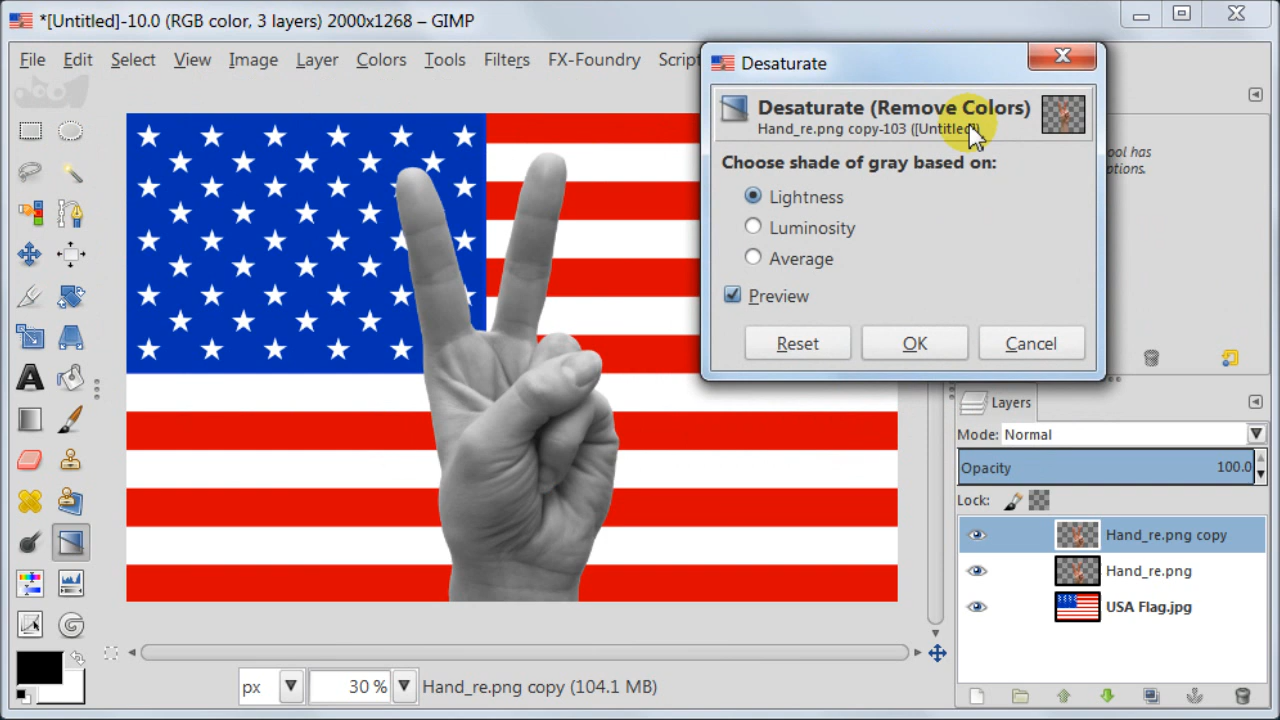 *[Untitled]-10.0 (RGB color, 3 layers) 2000x1268 – GIMP
File Edit Select View Image Layer Colors Tools Filters FX-Foundry Script
Desaturate
Desaturate (Remove Colors)
Hand_re.png copy-103 ([Untitled])
Choose shade of gray based on:
Lightness
Luminosity
Average
Preview
Reset OK Cancel
ool has
ptions.
Layers
Mode: Normal
Opacity 100.0
Lock:
Hand_re.png copy
Hand_re.png
USA Flag.jpg
px 30 % Hand_re.png copy (104.1 MB)